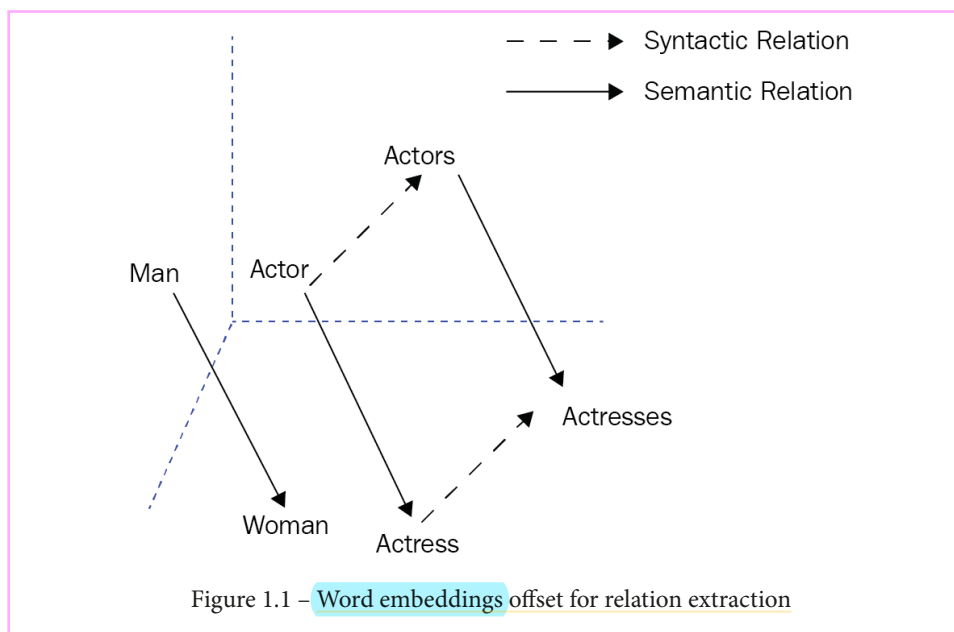 Syntactic Relation
Semantic Relation
Actors
Man
Actor
Actresses
Woman
Actress
Figure 1.1 – Word embeddings offset for relation extraction